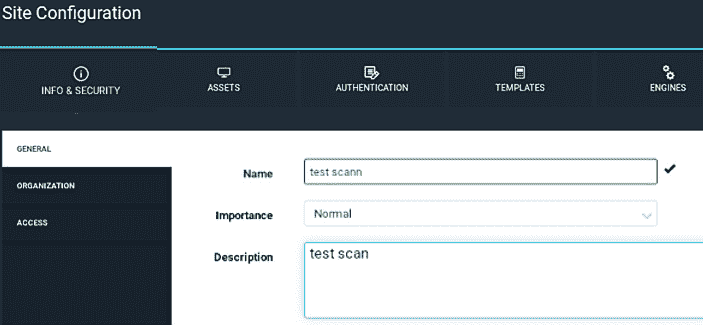 Site Configuration
INFO & SECURITY
ASSETS
AUTHENTICATION
TEMPLATES
ENGINES
GENERAL
ORGANIZATION
ACCESS
Name
test scann
Importance
Normal
Description
test scan